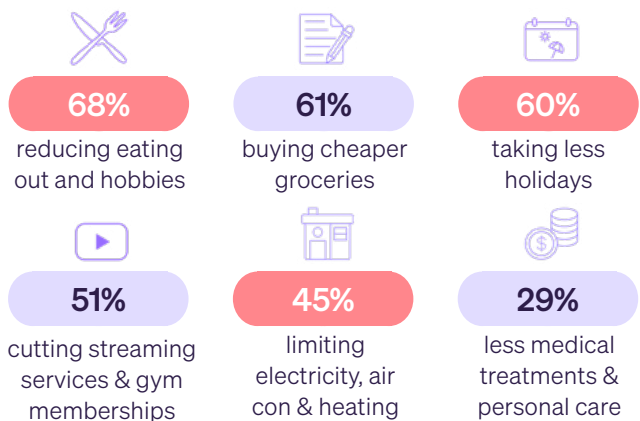 68%
reducing eating
out and hobbies
61%
buying cheaper
groceries
60%
taking less
holidays
51%
cutting streaming
services & gym
memberships
45%
limiting
electricity, air
con & heating
$
29%
less medical
treatments &
personal care